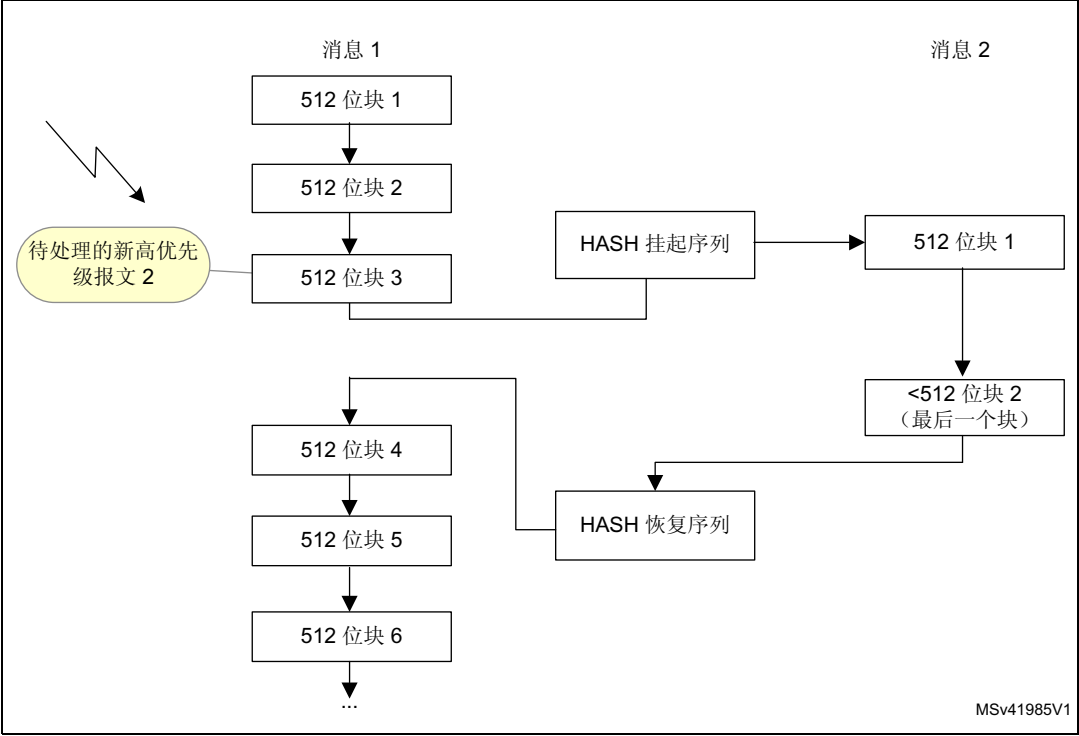 消息 1
消息 2
512 位块 1
512 位块 2
待处理的新高优先
级报文 2
512 位块 3
HASH 挂起序列
512 位块 1
<512 位块 2
（最后一个块）
512 位块 4
HASH 恢复序列
512 位块 5
512 位块 6
...
MSv41985V1